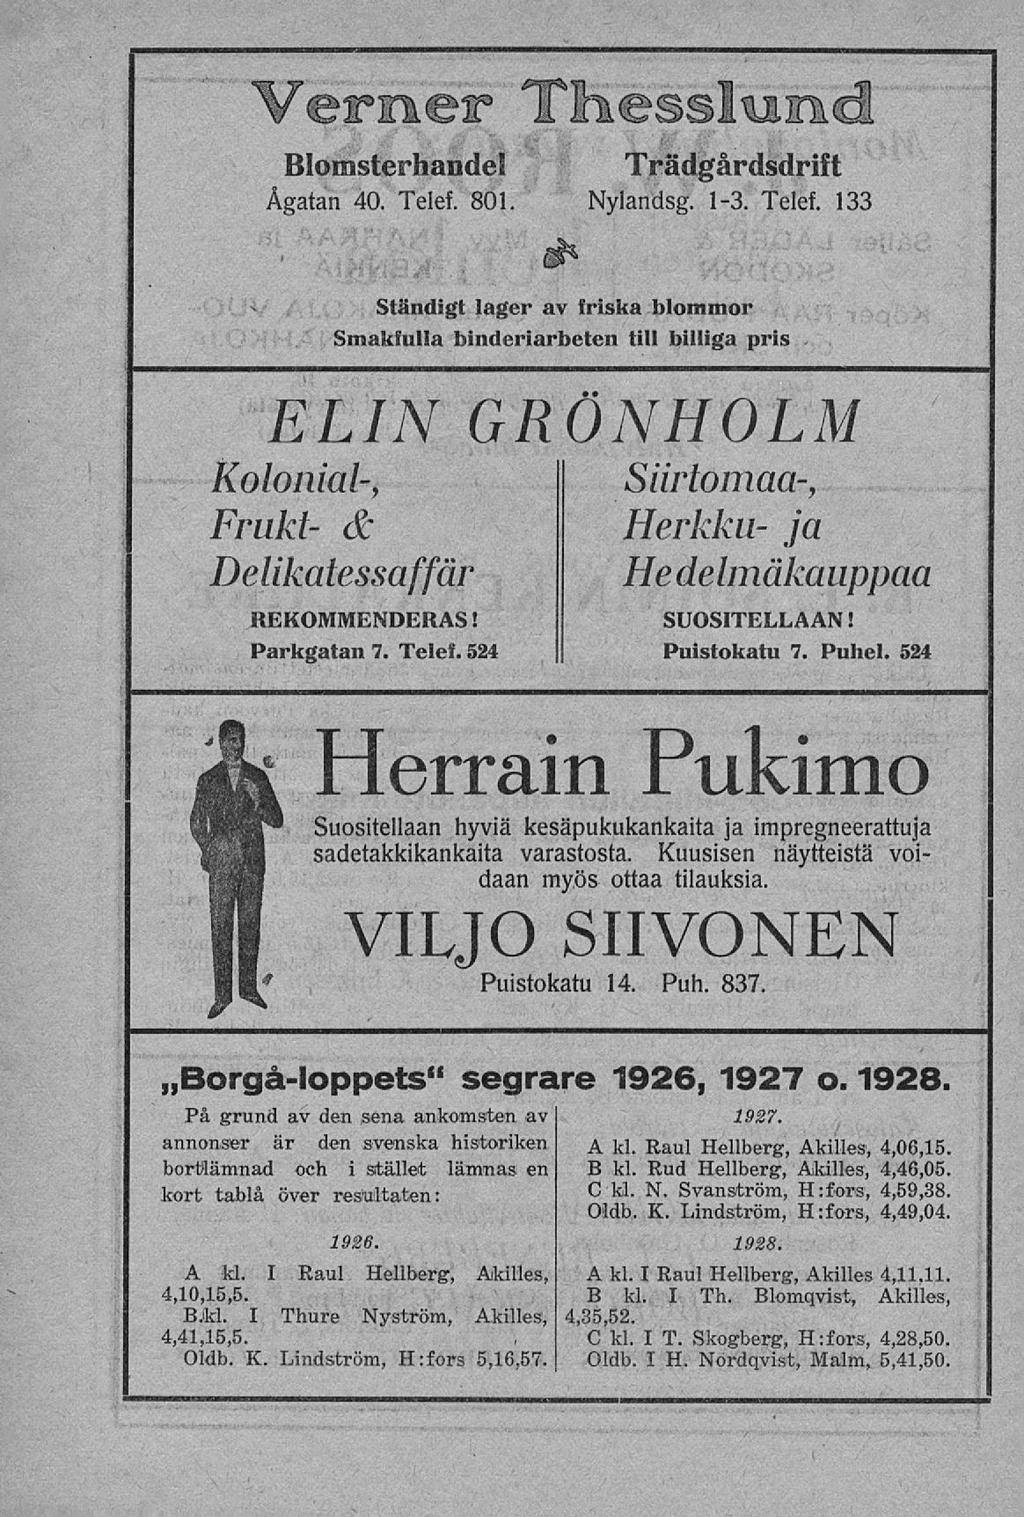 Verner Thesslund
Blomsterhandel
Ågatan 40. Telef. 801.
Trädgårdsdrift
Nylandsg. 1-3. Telef. 133
Ständigt lager av friska blommor
Smakfulla binderiarbeten till billiga pris
ELIN GRÖNHOLM
Kolonial-,
Frukt- &
Delikatessaffär
REKOMMENDERAS!
Parkgatan 7. Telef. 524
Siirtomaa-,
Herkku- ja
Hedelmäkauppaa
SUOSITELLAAN!
Puistokatu 7. Puhel. 524
Herrain Pukimo
Suositellaan hyviä kesäpukukankaita ja impregneerattuja
sadetakkikankaita varastosta. Kuusisen näytteistä voi-
daan myös ottaa tilauksia.
VILJO SIIVONEN
Puistokatu 14. Puh. 837.
„Borgå-loppets“ segrare 1926, 1927 o. 1928.
På grund av den sena ankomsten av
annonser är den svenska historiken
bortlämnad och i stället lämnas en
kort tablå över resultaten:
1926.
A kl. I Raul Hellberg, Akilles,
4,10,15,5.
B.kl. I Thure Nyström, Akilles,
4,41,15,5.
Oldb. K. Lindström, H:fors 5,16,57.
1927.
A kl. Raul Hellberg, Akilles, 4,06,15.
B kl. Rud Hellberg, Akilles, 4,46,05.
C kl. N. Svanström, H:fors, 4,59,38.
Oldb. K. Lindström, H:fors, 4,49,04.
1928.
A kl. I Raul Hellberg, Akilles 4,11,11.
B kl. I Th. Blomqvist, Akilles,
4,35,52.
C kl. I T. Skogberg, H:fors, 4,28,50.
Oldb. I H. Nordqvist, Malm, 5,41,50.